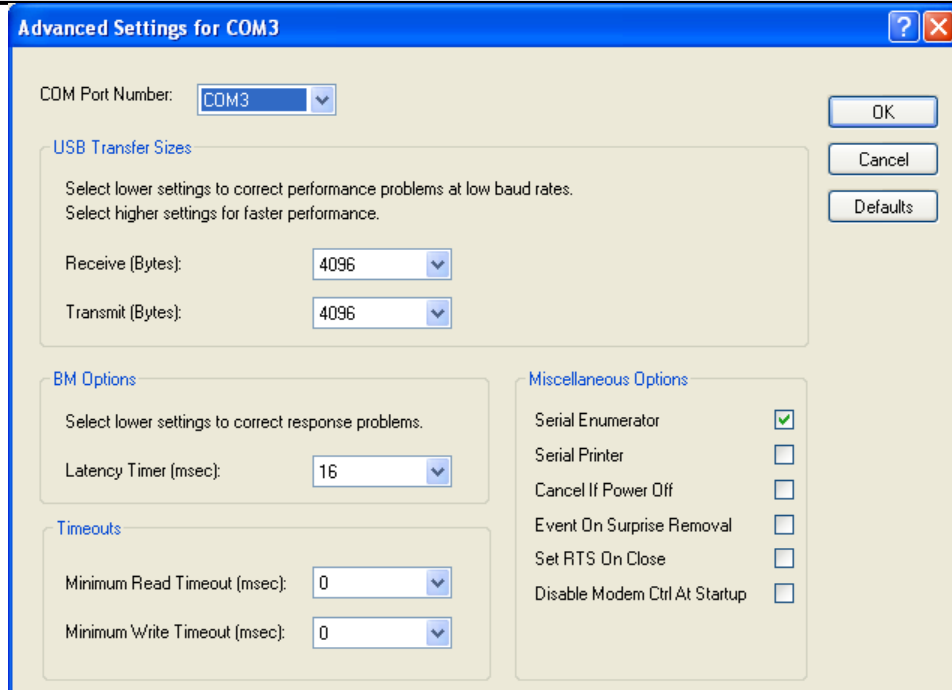 Advanced Settings for COM3
COM Port Number: COM3
OK
Cancel
Defaults
USB Transfer Sizes
Select lower settings to correct performance problems at low baud rates.
Select higher settings for faster performance.
Receive (Bytes): 4096
Transmit (Bytes): 4096
BM Options
Select lower settings to correct response problems.
Latency Timer (msec): 16
Timeouts
Minimum Read Timeout (msec): 0
Minimum Write Timeout (msec): 0
Miscellaneous Options
Serial Enumerator
Serial Printer
Cancel If Power Off
Event On Surprise Removal
Set RTS On Close
Disable Modem Ctrl At Startup